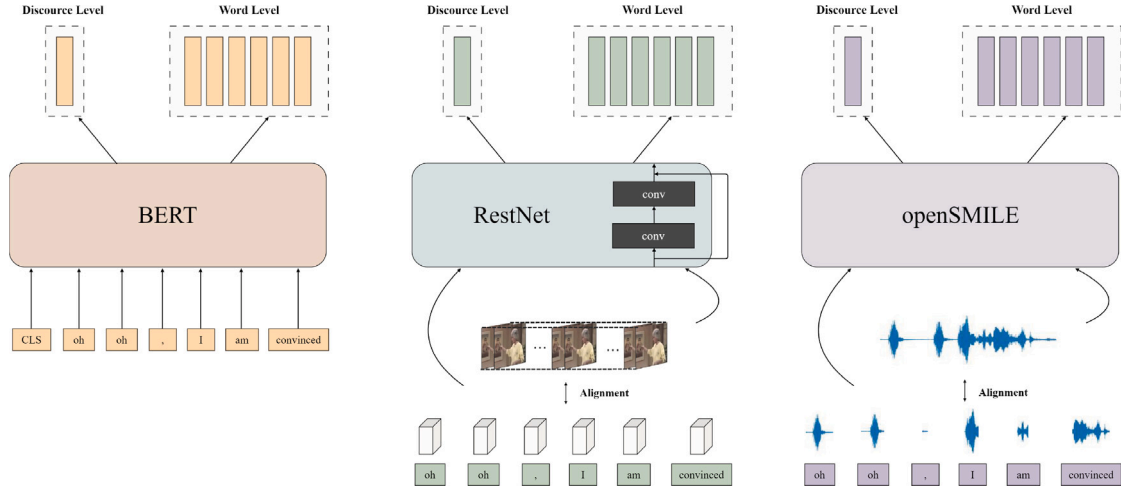 Discource Level
Word Level
BERT
CLS oh oh , I am convinced
Discource Level
Word Level
RestNet
conv
conv
... ...
Alignment
oh oh , I am convinced
Discource Level
Word Level
openSMILE
Alignment
oh oh , I am convinced